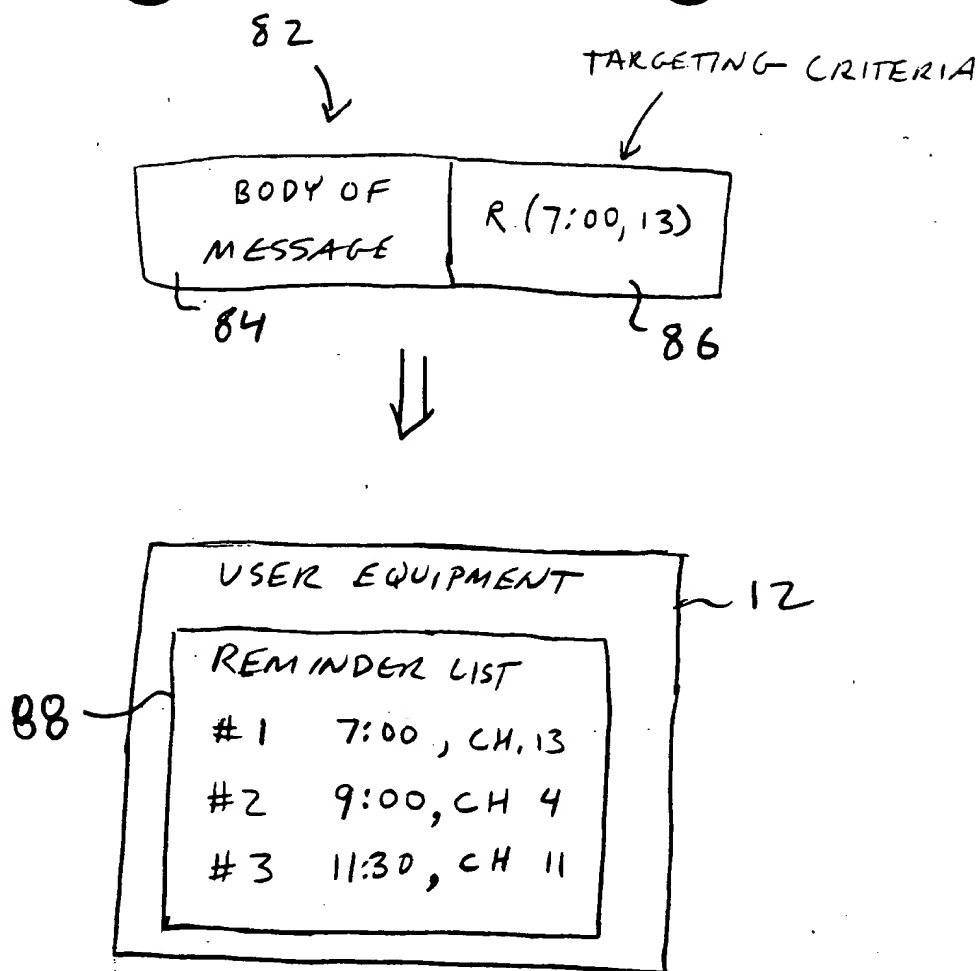 82
TARGETING CRITERIA
BODY OF
MESSAGE
R (7:00, 13)
84
86
USER EQUIPMENT
12
REMINDER LIST
88
#1 7:00, CH. 13
#2 9:00, CH 4
#3 11:30, CH 11